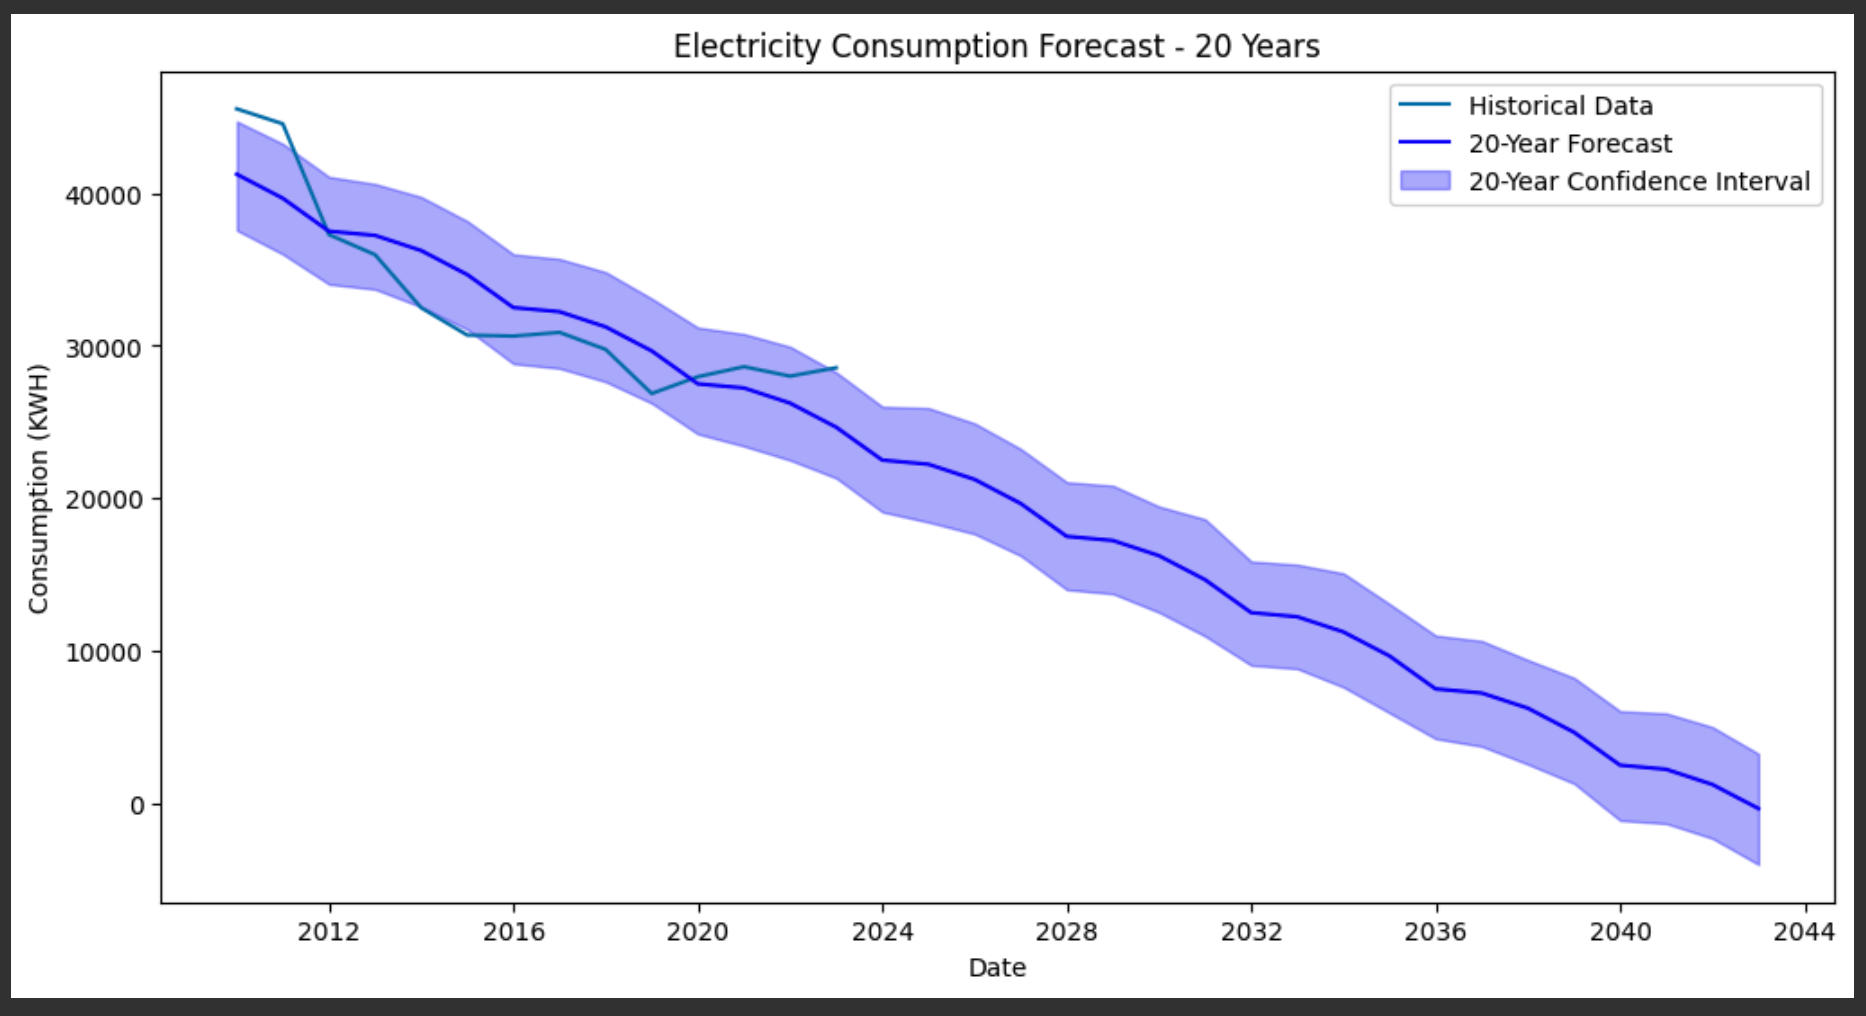 Electricity Consumption Forecast - 20 Years
Historical Data
20-Year Forecast
20-Year Confidence Interval
Consumption (KWH)
40000
30000
20000
10000
0
2012 2016 2020 2024 2028 2032 2036 2040 2044
Date